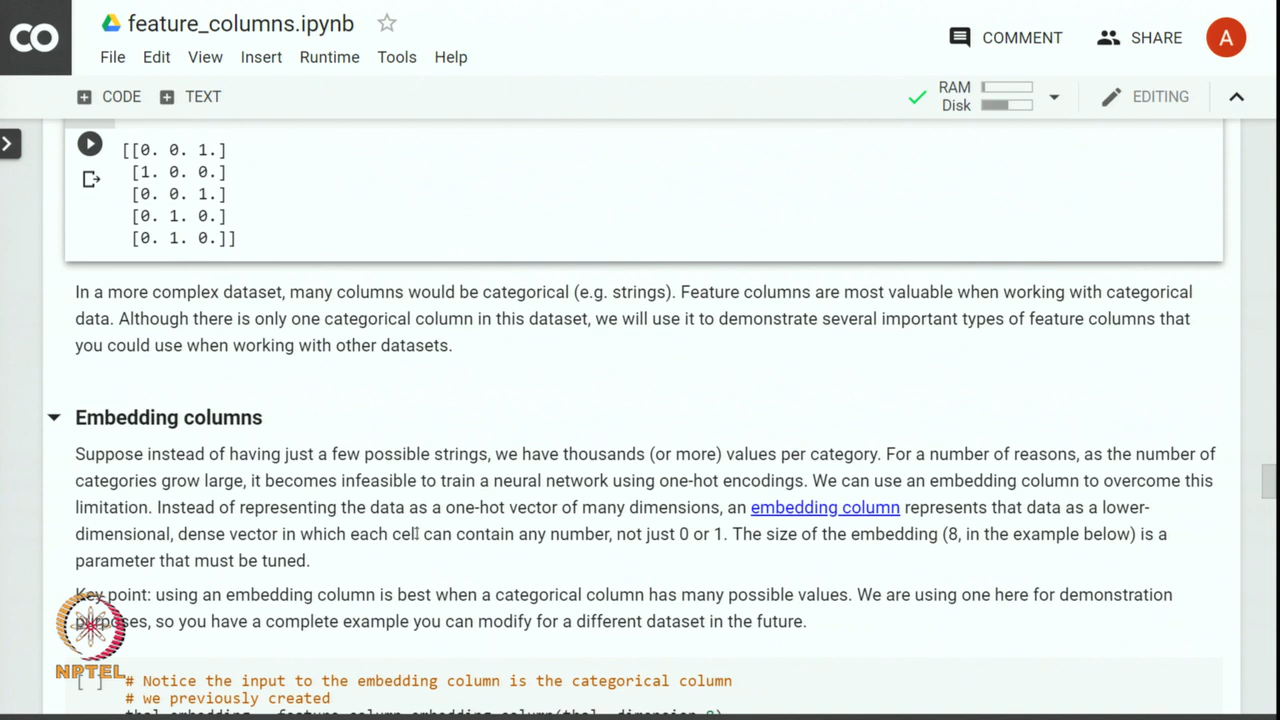 CO
feature_columns.ipynb
COMMENT
SHARE
A
File Edit View Insert Runtime Tools Help
CODE TEXT
RAM
Disk
EDITING
[[0. 0. 1.]
[1. 0. 0.]
[0. 0. 1.]
[0. 1. 0.]
[0. 1. 0.]]
In a more complex dataset, many columns would be categorical (e.g. strings). Feature columns are most valuable when working with categorical
data. Although there is only one categorical column in this dataset, we will use it to demonstrate several important types of feature columns that
you could use when working with other datasets.
Embedding columns
Suppose instead of having just a few possible strings, we have thousands (or more) values per category. For a number of reasons, as the number of
categories grow large, it becomes infeasible to train a neural network using one-hot encodings. We can use an embedding column to overcome this
limitation. Instead of representing the data as a one-hot vector of many dimensions, an embedding column represents that data as a lower-
dimensional, dense vector in which each cell can contain any number, not just 0 or 1. The size of the embedding (8, in the example below) is a
parameter that must be tuned.
Key point: using an embedding column is best when a categorical column has many possible values. We are using one here for demonstration
purposes, so you have a complete example you can modify for a different dataset in the future.
NPTEL
[ ] # Notice the input to the embedding column is the categorical column
# we previously created
thal_embedding = feature_column.embedding_column(thal, dimension=8)